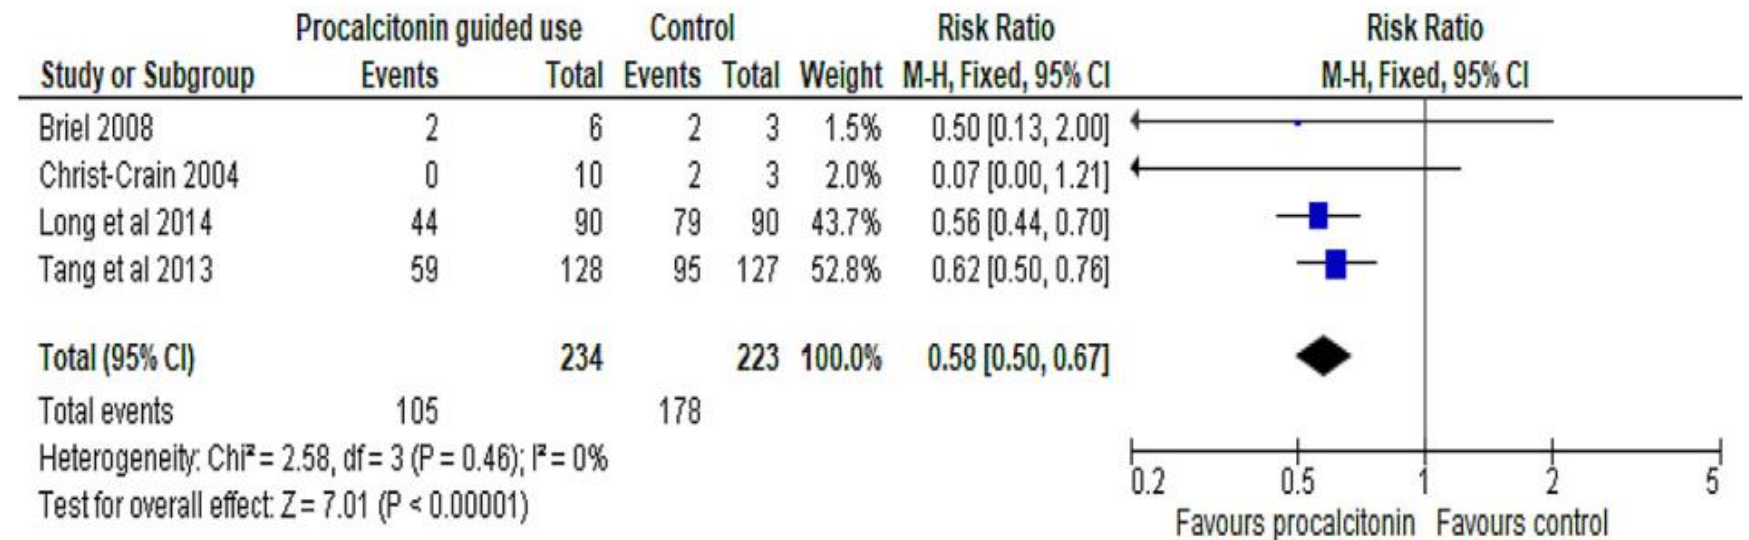 Procalcitonin guided use Control Risk Ratio Risk Ratio
Study or Subgroup Events Total Events Total Weight M-H, Fixed, 95% CI M-H, Fixed, 95% CI
Briel 2008 2 6 2 3 1.5% 0.50 [0.13, 2.00]
Christ-Crain 2004 0 10 2 3 2.0% 0.07 [0.00, 1.21]
Long et al 2014 44 90 79 90 43.7% 0.56 [0.44, 0.70]
Tang et al 2013 59 128 95 127 52.8% 0.62 [0.50, 0.76]
Total (95% CI) 234 223 100.0% 0.58 [0.50, 0.67]
Total events 105 178
Heterogeneity: Chi² = 2.58, df = 3 (P = 0.46); I² = 0%
Test for overall effect: Z = 7.01 (P < 0.00001)
0.2 0.5 1 2 5
Favours procalcitonin Favours control